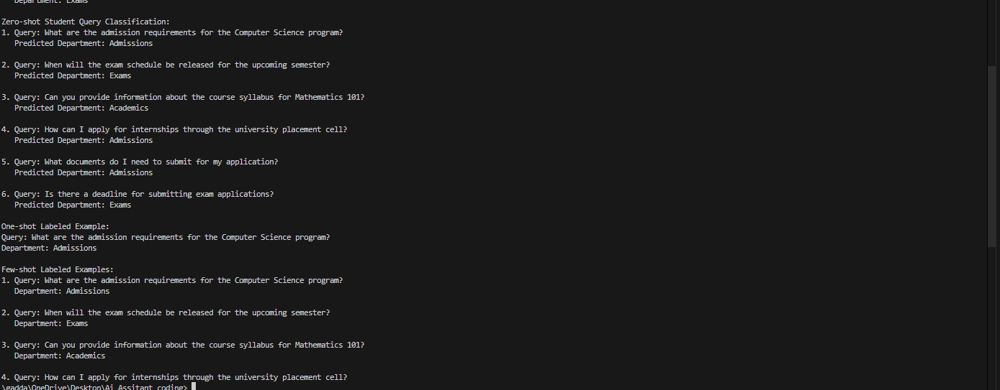 Department: Exams
Zero-shot Student Query Classification:
1. Query: What are the admission requirements for the Computer Science program?
Predicted Department: Admissions
2. Query: When will the exam schedule be released for the upcoming semester?
Predicted Department: Exams
3. Query: Can you provide information about the course syllabus for Mathematics 101?
Predicted Department: Academics
4. Query: How can I apply for internships through the university placement cell?
Predicted Department: Admissions
5. Query: What documents do I need to submit for my application?
Predicted Department: Admissions
6. Query: Is there a deadline for submitting exam applications?
Predicted Department: Exams
One-shot Labeled Example:
Query: What are the admission requirements for the Computer Science program?
Department: Admissions
Few-shot Labeled Examples:
1. Query: What are the admission requirements for the Computer Science program?
Department: Admissions
2. Query: When will the exam schedule be released for the upcoming semester?
Department: Exams
3. Query: Can you provide information about the course syllabus for Mathematics 101?
Department: Academics
4. Query: How can I apply for internships through the university placement cell?
\gadda\OneDrive\Desktop\Ai Assitant coding>